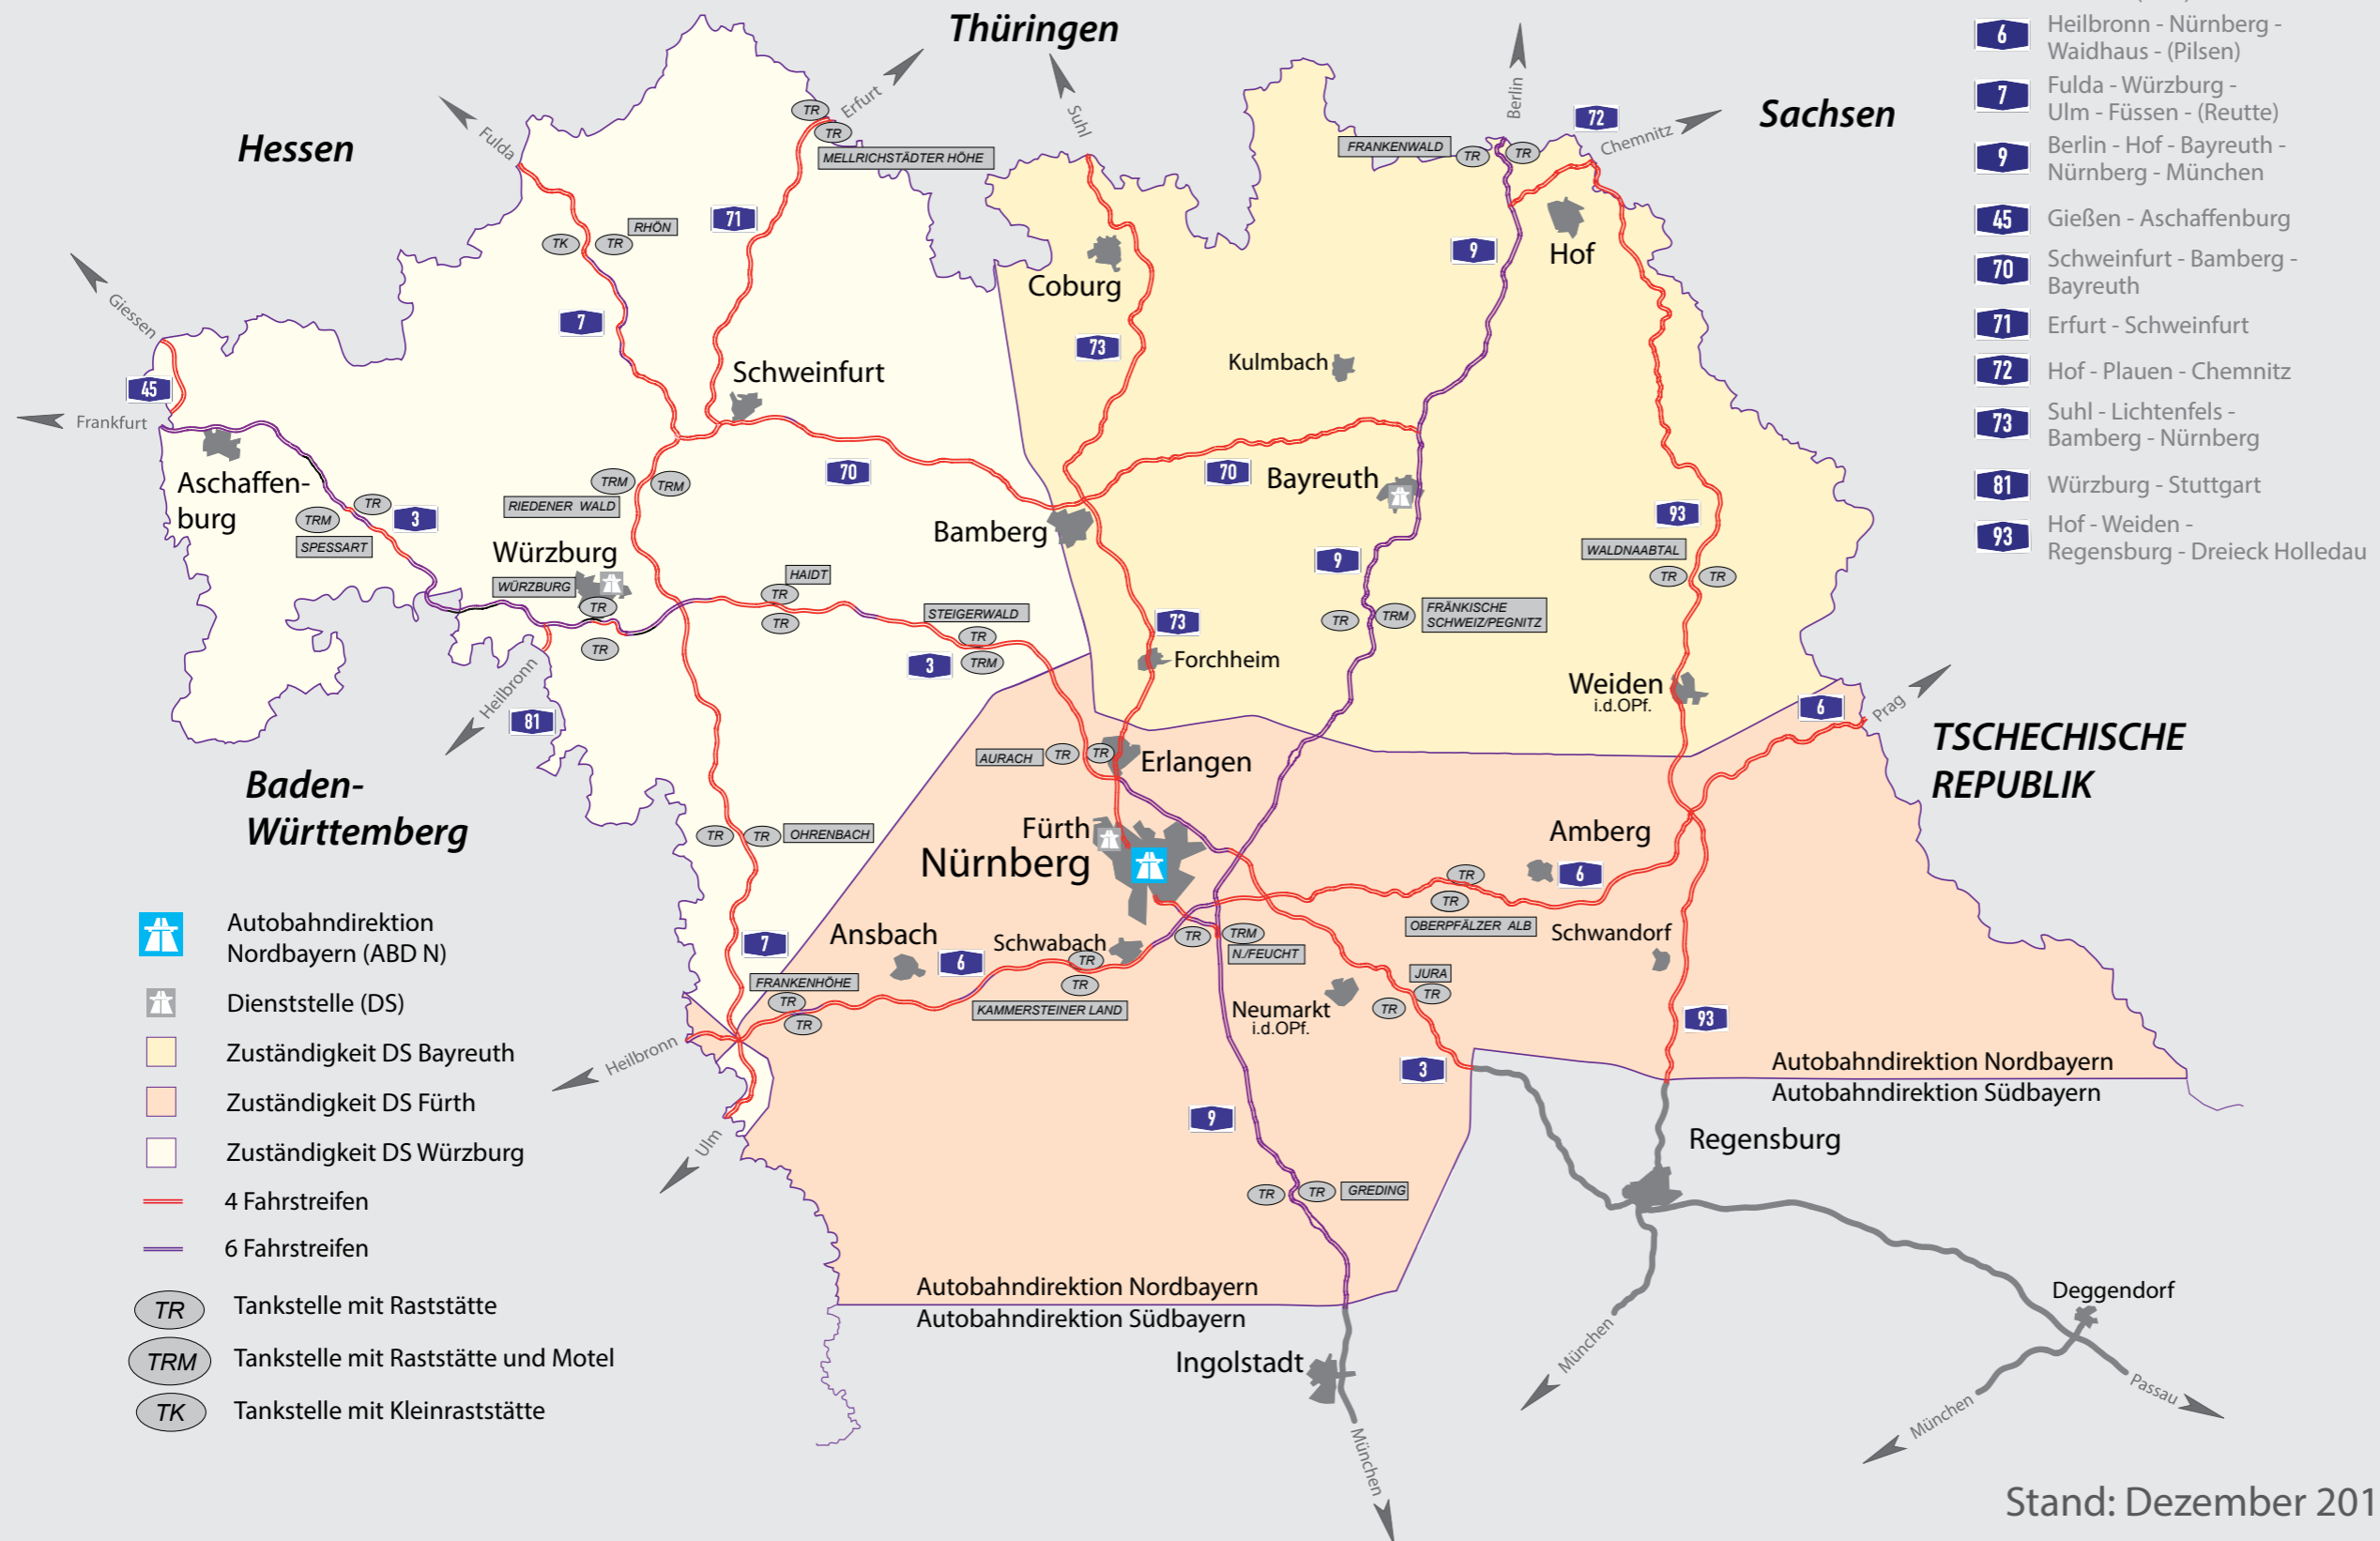 Thüringen
Hessen
Sachsen
Baden-
Württemberg
TSCHECHISCHE
REPUBLIK
Fulda
Erfurt
Suhl
Berlin
Chemnitz
Giessen
Frankfurt
Heilbronn
Prag
Heilbronn
Ulm
München
München
München
Passau
TR
TR
MELLRICHSTÄDTER HÖHE
FRANKENWALD
TR
TR
72
RHÖN
TK
TR
71
7
9
Hof
Coburg
73
Kulmbach
45
Schweinfurt
Aschaffen-
burg
70
70
Bayreuth
TRM
TRM
RIEDENER WALD
TR
TRM
3
SPESSART
Bamberg
93
9
WALDNAABTAL
TR
TR
Würzburg
WÜRZBURG
TR
TR
HAIDT
TR
TR
STEIGERWALD
TR
TRM
3
73
Forchheim
TR
TRM
FRÄNKISCHE
SCHWEIZ/PEGNITZ
Weiden
i.d.OPf.
6
81
AURACH
TR
TR
Erlangen
Fürth
Nürnberg
TR
TR
OHRENBACH
Amberg
6
TR
TR
OBERPFÄLZER ALB
Schwandorf
Ansbach
Schwabach
7
6
TR
TR
KAMMERSTEINER LAND
FRANKENHÖHE
TR
TR
TR
TRM
N./FEUCHT
JURA
TR
TR
Neumarkt
i.d.OPf.
93
3
9
Autobahndirektion Nordbayern
Autobahndirektion Südbayern
Regensburg
TR
TR
GREDING
Autobahndirektion Nordbayern
Autobahndirektion Südbayern
Ingolstadt
Deggendorf
Autobahndirektion
Nordbayern (ABD N)
Dienststelle (DS)
Zuständigkeit DS Bayreuth
Zuständigkeit DS Fürth
Zuständigkeit DS Würzburg
4 Fahrstreifen
6 Fahrstreifen
TR Tankstelle mit Raststätte
TRM Tankstelle mit Raststätte und Motel
TK Tankstelle mit Kleinraststätte
6 Heilbronn - Nürnberg -
Waidhaus - (Pilsen)
7 Fulda - Würzburg -
Ulm - Füssen - (Reutte)
9 Berlin - Hof - Bayreuth -
Nürnberg - München
45 Gießen - Aschaffenburg
70 Schweinfurt - Bamberg -
Bayreuth
71 Erfurt - Schweinfurt
72 Hof - Plauen - Chemnitz
73 Suhl - Lichtenfels -
Bamberg - Nürnberg
81 Würzburg - Stuttgart
93 Hof - Weiden -
Regensburg - Dreieck Holledau
Stand: Dezember 201